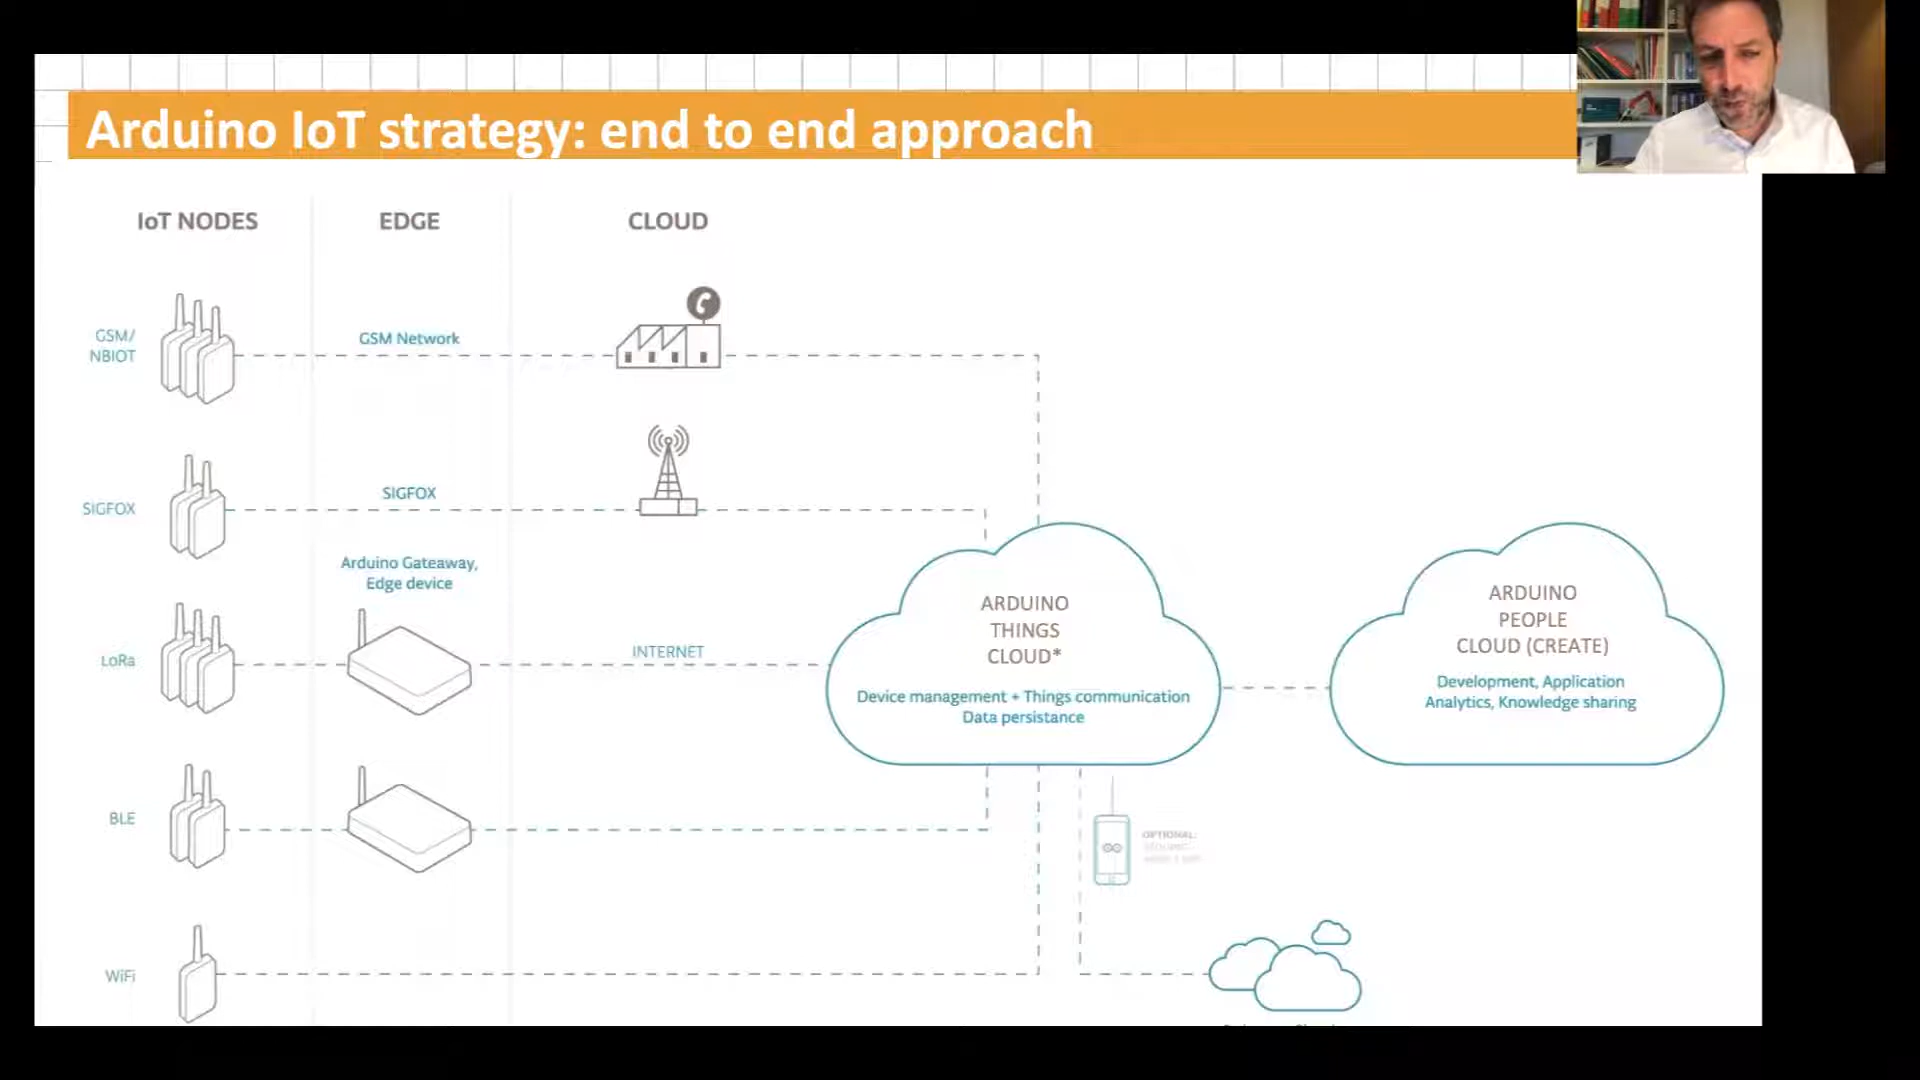 Arduino IoT strategy: end to end approach
IoT NODES
EDGE
CLOUD
GSM/
NBIOT
GSM Network
SIGFOX
SIGFOX
Arduino Gateaway,
Edge device
LoRa
INTERNET
BLE
WiFi
ARDUINO
THINGS
CLOUD*
Device management + Things communication
Data persistance
ARDUINO
PEOPLE
CLOUD (CREATE)
Development, Application
Analytics, Knowledge sharing
OPTIONAL: